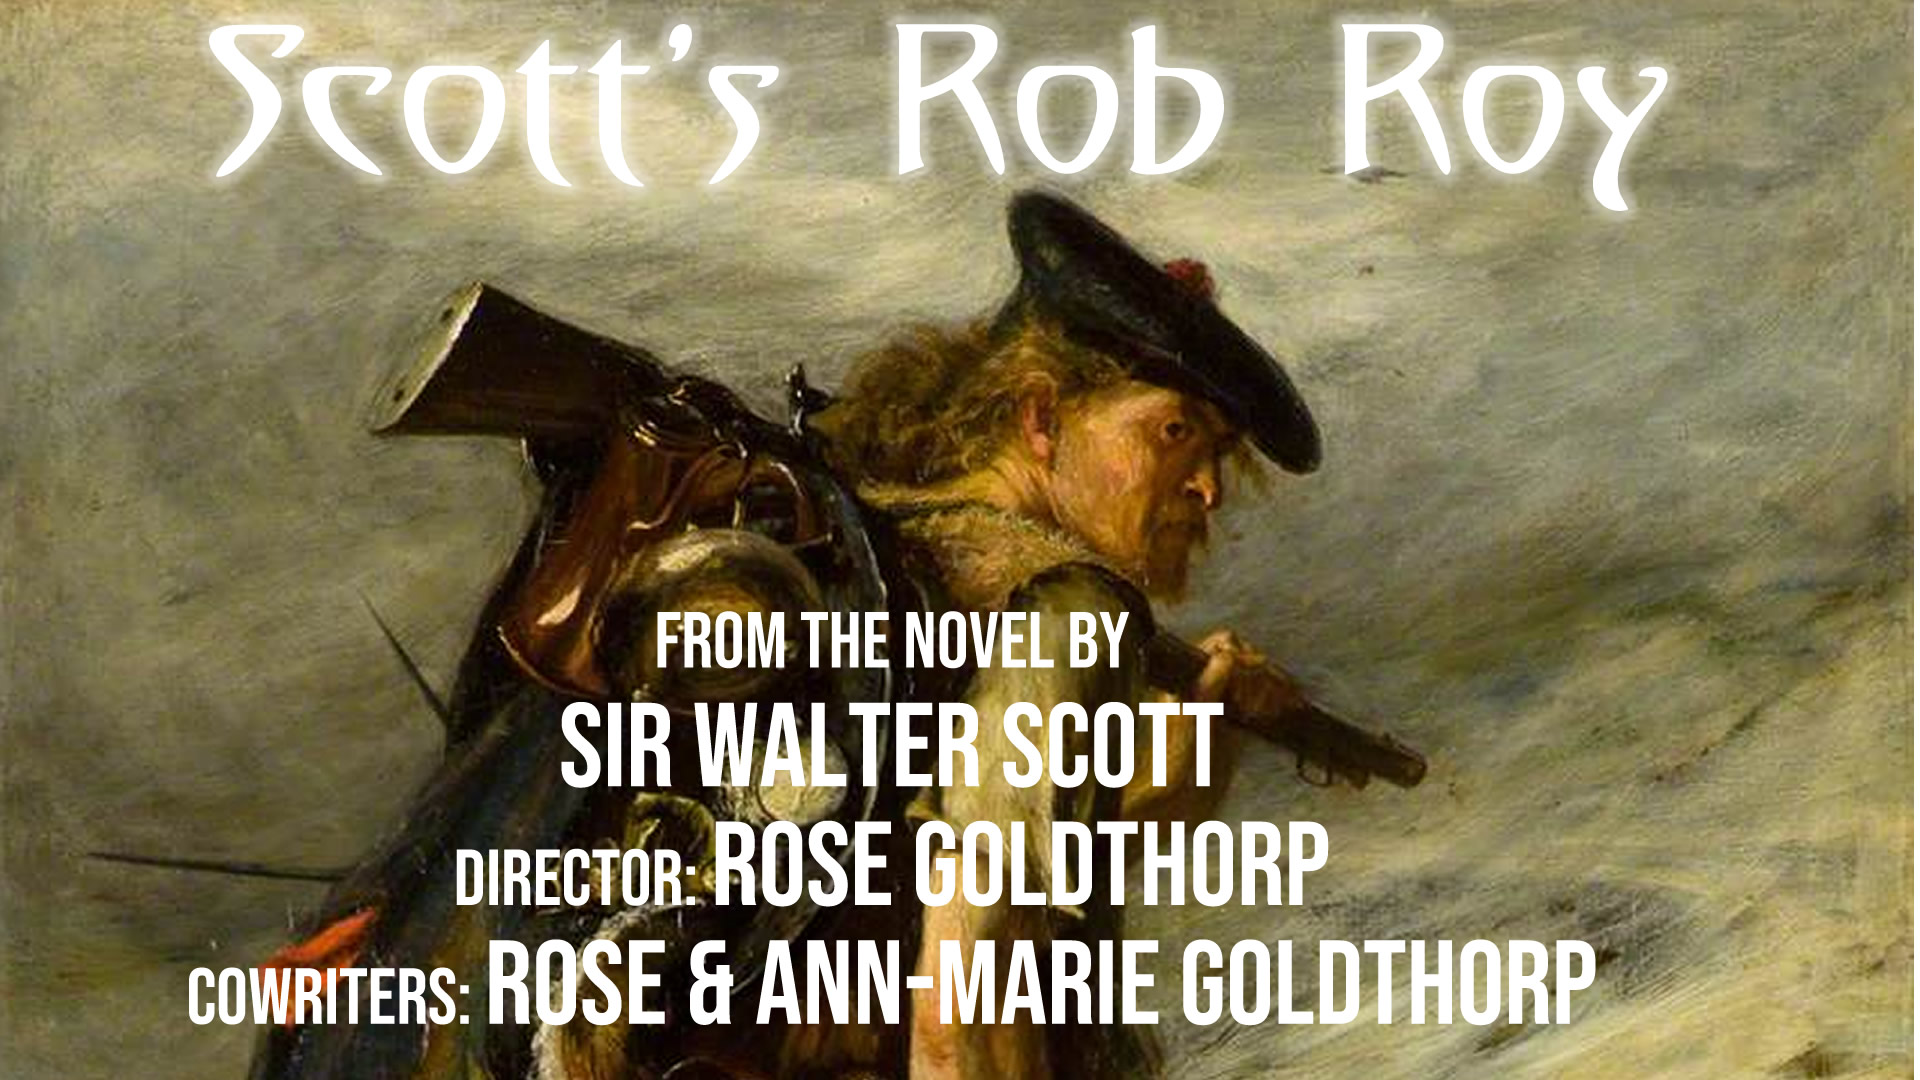 Scott's Rob Roy
FROM THE NOVEL BY
SIR WALTER SCOTT
DIRECTOR: ROSE GOLDTHORP
COWRITERS: ROSE & ANN-MARIE GOLDTHORP